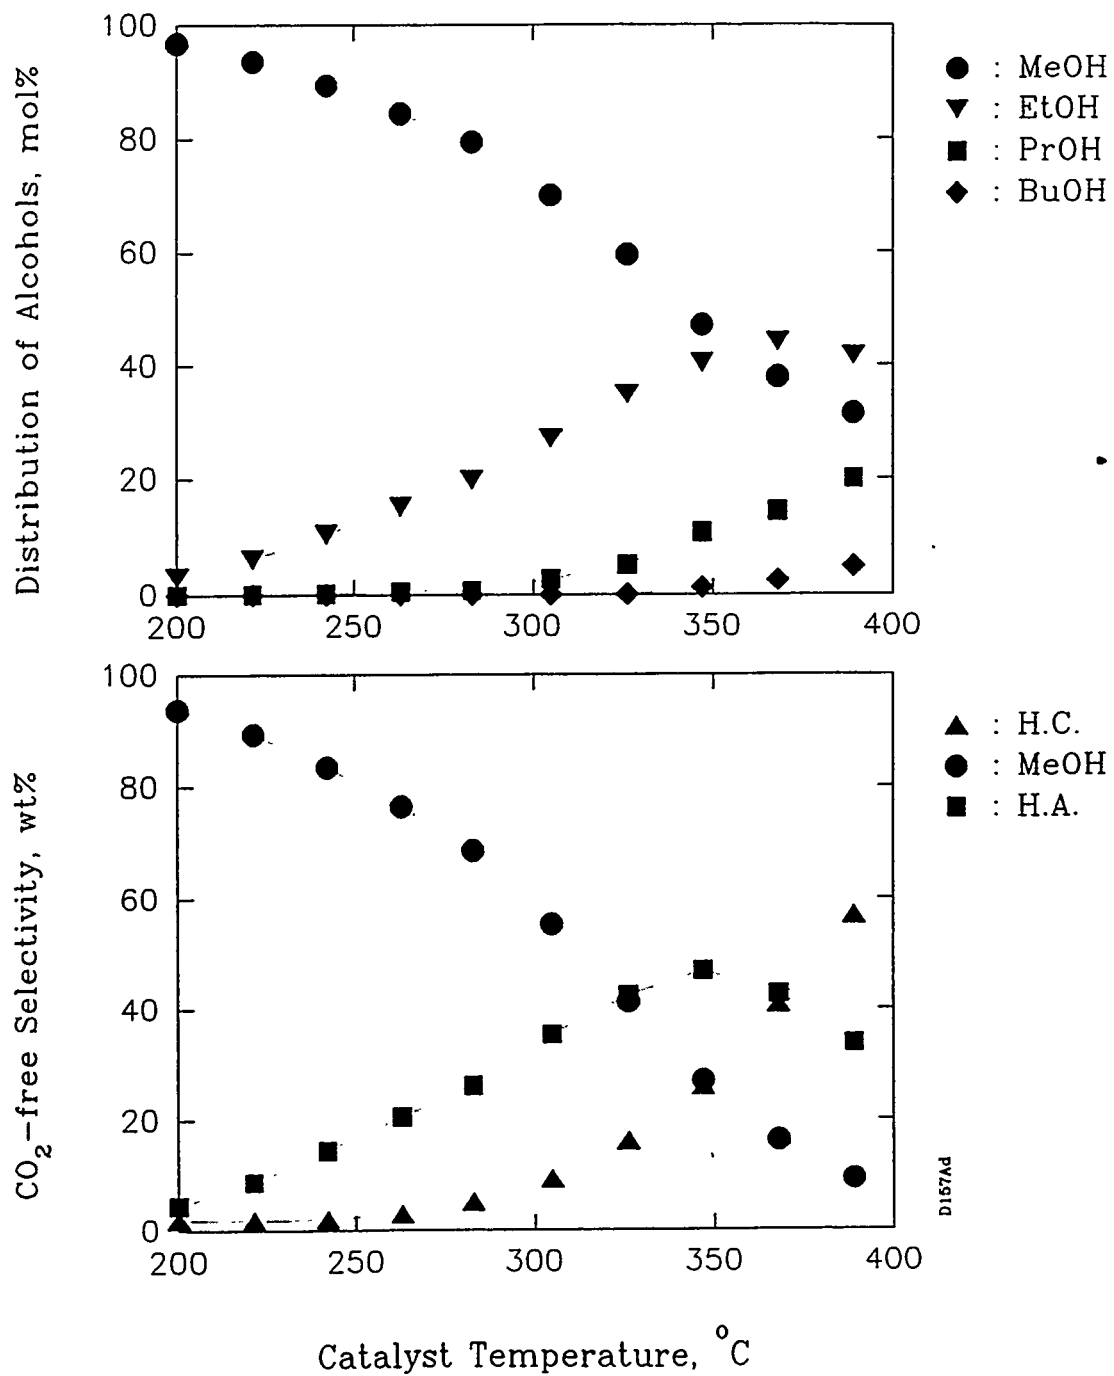 Distribution of Alcohols, mol%
100
80
60
40
20
0
200 250 300 350 400
● : MeOH
▼ : EtOH
■ : PrOH
◆ : BuOH
CO₂-free Selectivity, wt%
100
80
60
40
20
0
200 250 300 350 400
▲ : H.C.
● : MeOH
■ : H.A.
D157Ad
Catalyst Temperature, °C